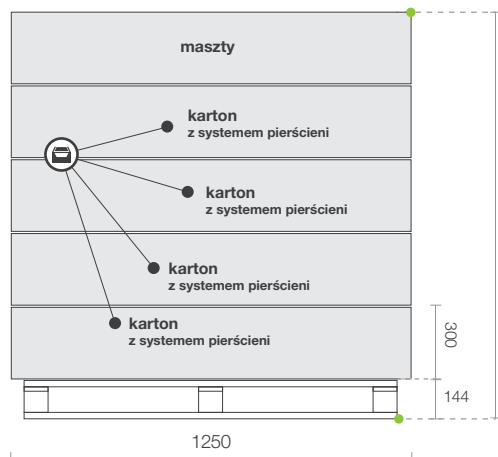 maszty
karton
z systemem pierścieni
karton
z systemem pierścieni
karton
z systemem pierścieni
karton
z systemem pierścieni
300
144
1250